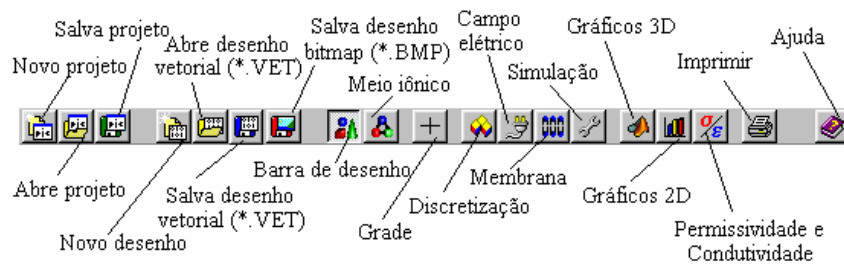 Salva projeto
Novo projeto
Abre desenho
vetorial (*.VET)
Salva desenho
bitmap (*.BMP)
Meio iônico
Campo
elétrico
Simulação
Gráficos 3D
Imprimir
Ajuda
σ/ε
Abre projeto
Novo desenho
Salva desenho
vetorial (*.VET)
Barra de desenho
Grade
Discretização
Membrana
Gráficos 2D
Permissividade e
Condutividade